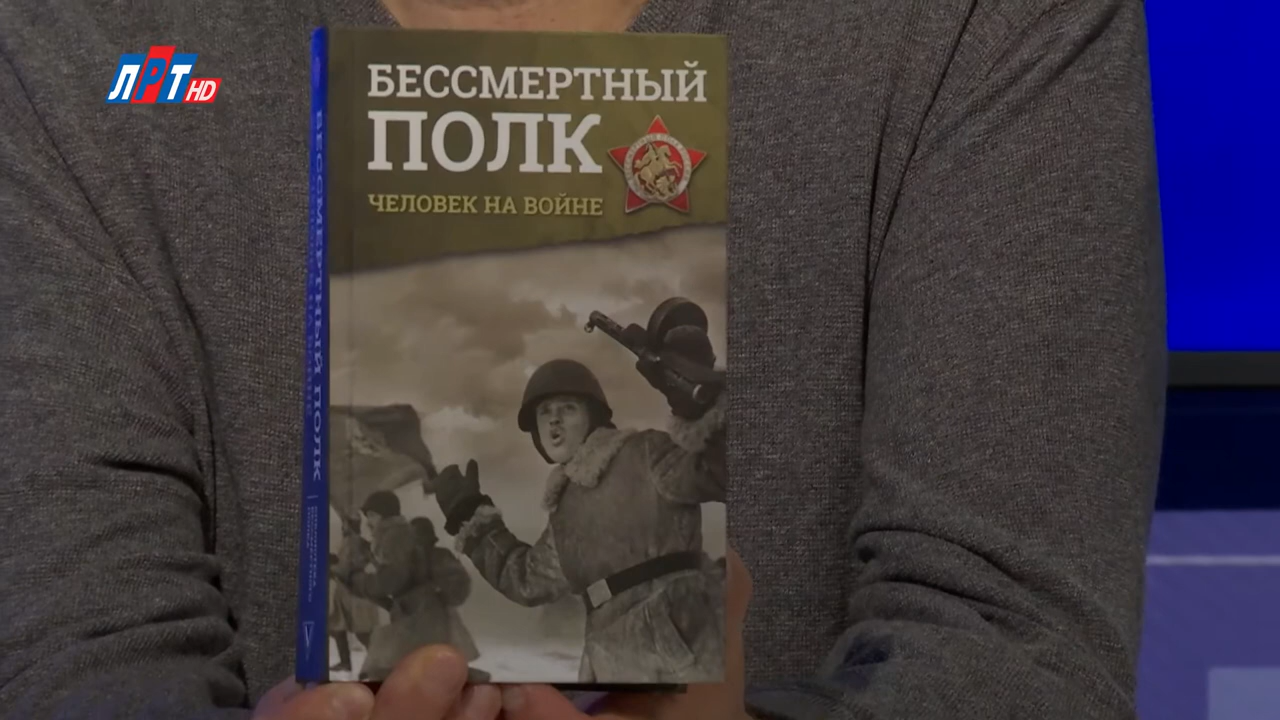 ЛРТ HD
БЕССМЕРТНЫЙ
ПОЛК
ЧЕЛОВЕК НА ВОЙНЕ
БЕССМЕРТНЫЙ ПОЛК